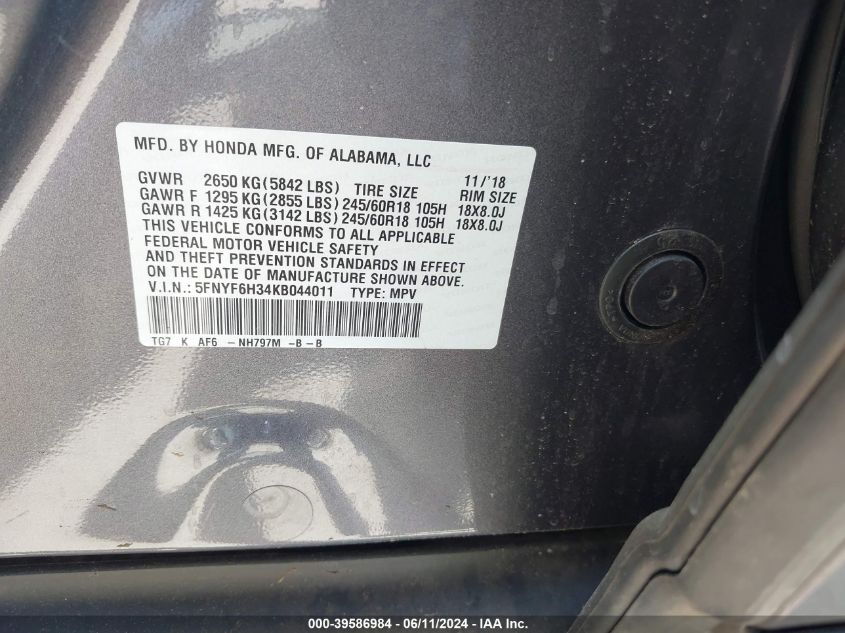 MFD. BY HONDA MFG. OF ALABAMA, LLC
GVWR 2650 KG(5842 LBS) TIRE SIZE 11/'18 RIM SIZE
GAWR F 1295 KG(2855 LBS)245/60R18 105H 18X8.0J
GAWR R 1425 KG(3142 LBS)245/60R18 105H 18X8.0J
THIS VEHICLE CONFORMS TO ALL APPLICABLE
FEDERAL MOTOR VEHICLE SAFETY
AND THEFT PREVENTION STANDARDS IN EFFECT
ON THE DATE OF MANUFACTURE SHOWN ABOVE.
V.I.N.: 5FNYF6H34KB044011 TYPE: MPV
TG7 K AF6 -NH797M -B -B
000-39586984 - 06/11/2024 - IAA Inc.